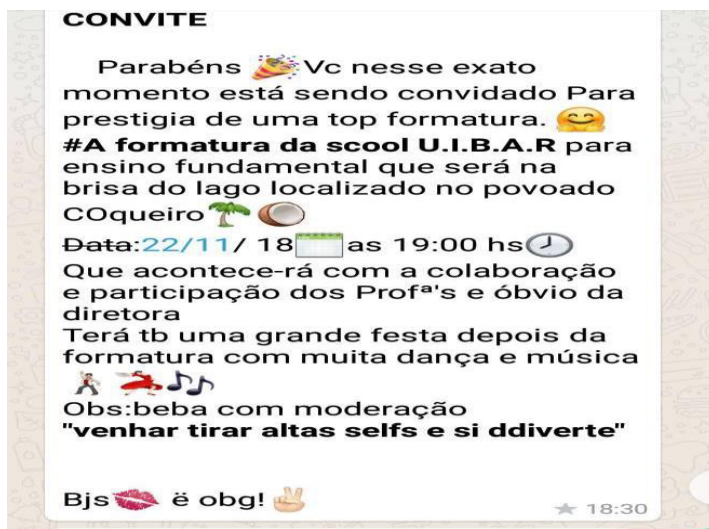 CONVITE
Parabéns 🎉 Vc nesse exato
momento está sendo convidado Para
prestigia de uma top formatura. 🤗
#A formatura da scool U.I.B.A.R para
ensino fundamental que será na
brisa do lago localizado no povoado
COqueiro🌴 🥥
Data:22/11/ 18🗓as 19:00 hs🕗
Que acontece-rá com a colaboração
e participação dos Profª's e óbvio da
diretora
Terá tb uma grande festa depois da
formatura com muita dança e música
🕺 💃🎶
Obs:beba com moderação
"venhar tirar altas selfs e si ddiverte"
Bjs💋 ë obg!✌🏻
★ 18:30